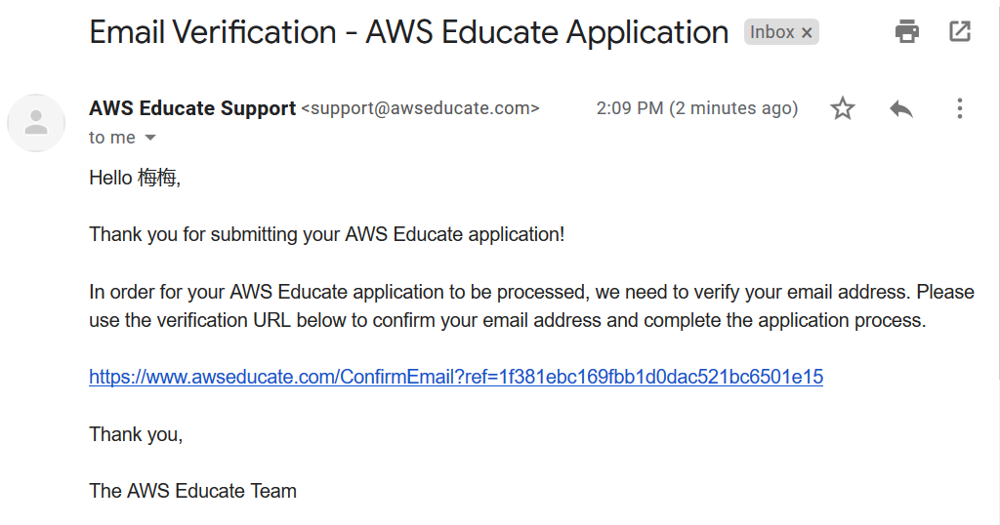 Email Verification - AWS Educate Application Inbox ×
AWS Educate Support <support@awseducate.com> 2:09 PM (2 minutes ago)
to me
Hello 梅梅,
Thank you for submitting your AWS Educate application!
In order for your AWS Educate application to be processed, we need to verify your email address. Please
use the verification URL below to confirm your email address and complete the application process.
https://www.awseducate.com/ConfirmEmail?ref=1f381ebc169fbb1d0dac521bc6501e15
Thank you,
The AWS Educate Team